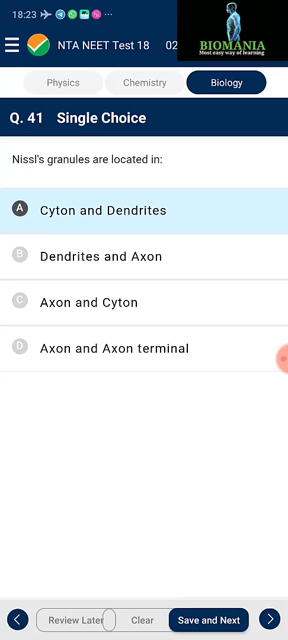 18:23
NTA NEET Test 18 02
BIOMANIA
Most easy way of learning
Physics Chemistry Biology
Q. 41 Single Choice
Nissl's granules are located in:
A Cyton and Dendrites
B Dendrites and Axon
C Axon and Cyton
D Axon and Axon terminal
Review Later Clear Save and Next